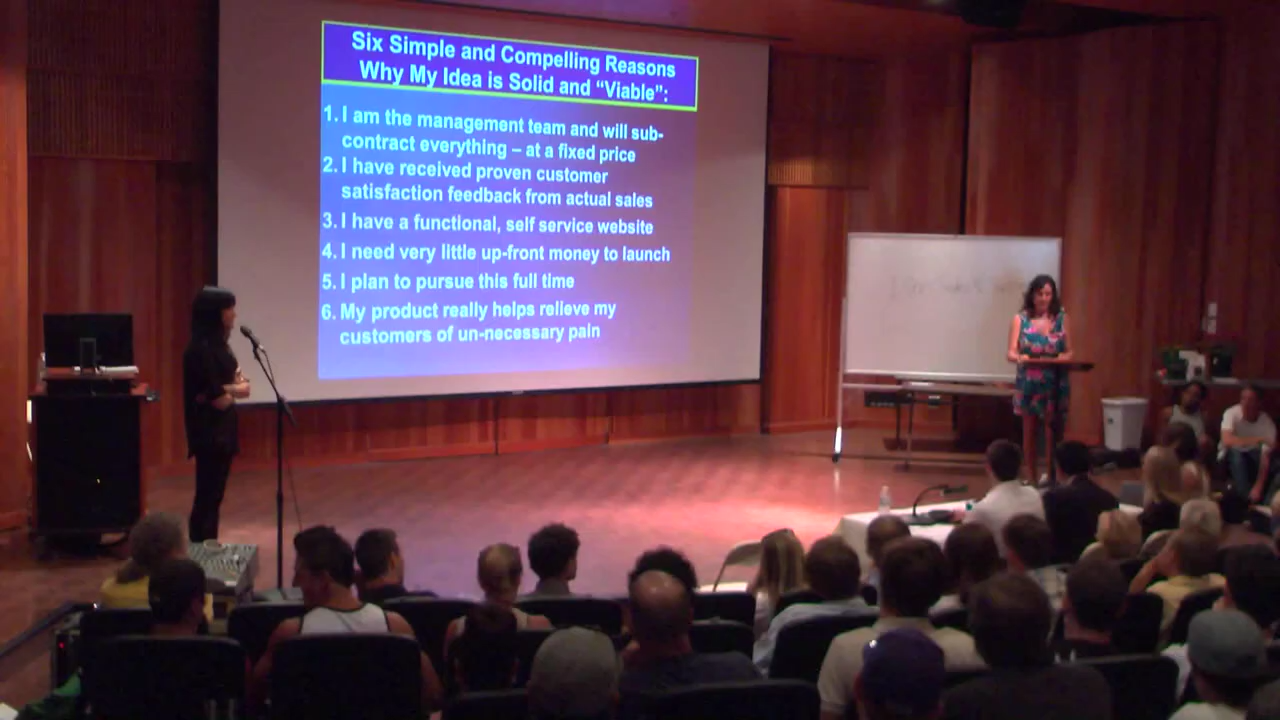 Six Simple and Compelling Reasons
Why My Idea is Solid and “Viable”:
1. I am the management team and will sub-
contract everything – at a fixed price
2. I have received proven customer
satisfaction feedback from actual sales
3. I have a functional, self service website
4. I need very little up-front money to launch
5. I plan to pursue this full time
6. My product really helps relieve my
customers of un-necessary pain